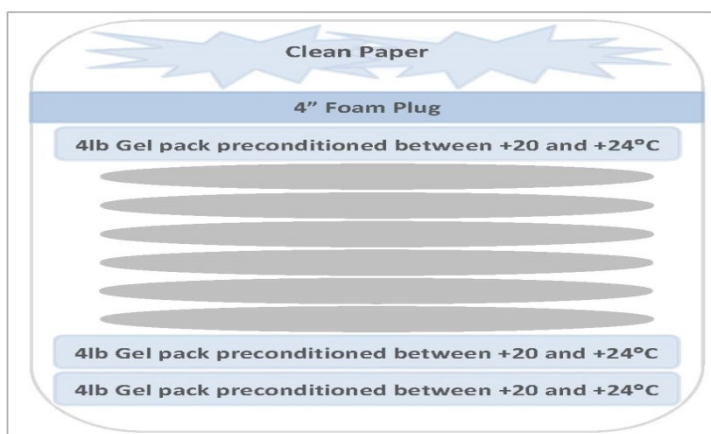 Clean Paper
4” Foam Plug
4lb Gel pack preconditioned between +20 and +24°C
4lb Gel pack preconditioned between +20 and +24°C
4lb Gel pack preconditioned between +20 and +24°C